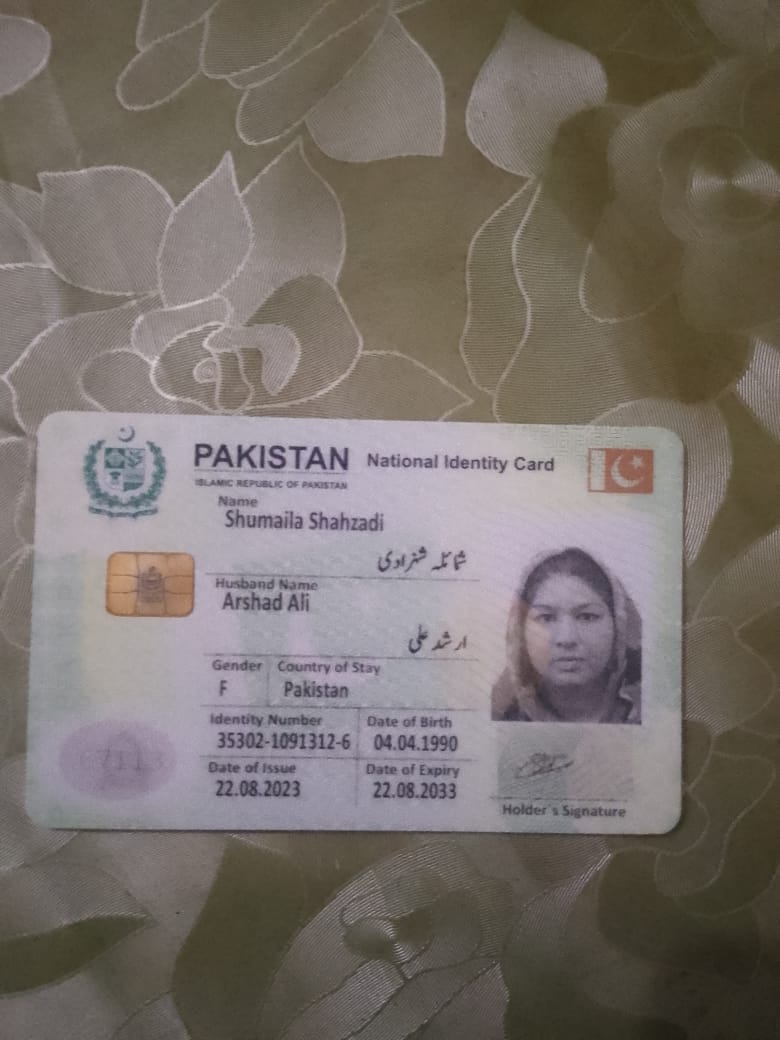 PAKISTAN National Identity Card
ISLAMIC REPUBLIC OF PAKISTAN
Name
Shumaila Shahzadi
شمائلہ شہزادی
Husband Name
Arshad Ali
ارشد علی
Gender Country of Stay
F Pakistan
Identity Number Date of Birth
35302-1091312-6 04.04.1990
Date of Issue Date of Expiry
22.08.2023 22.08.2033
Holder's Signature